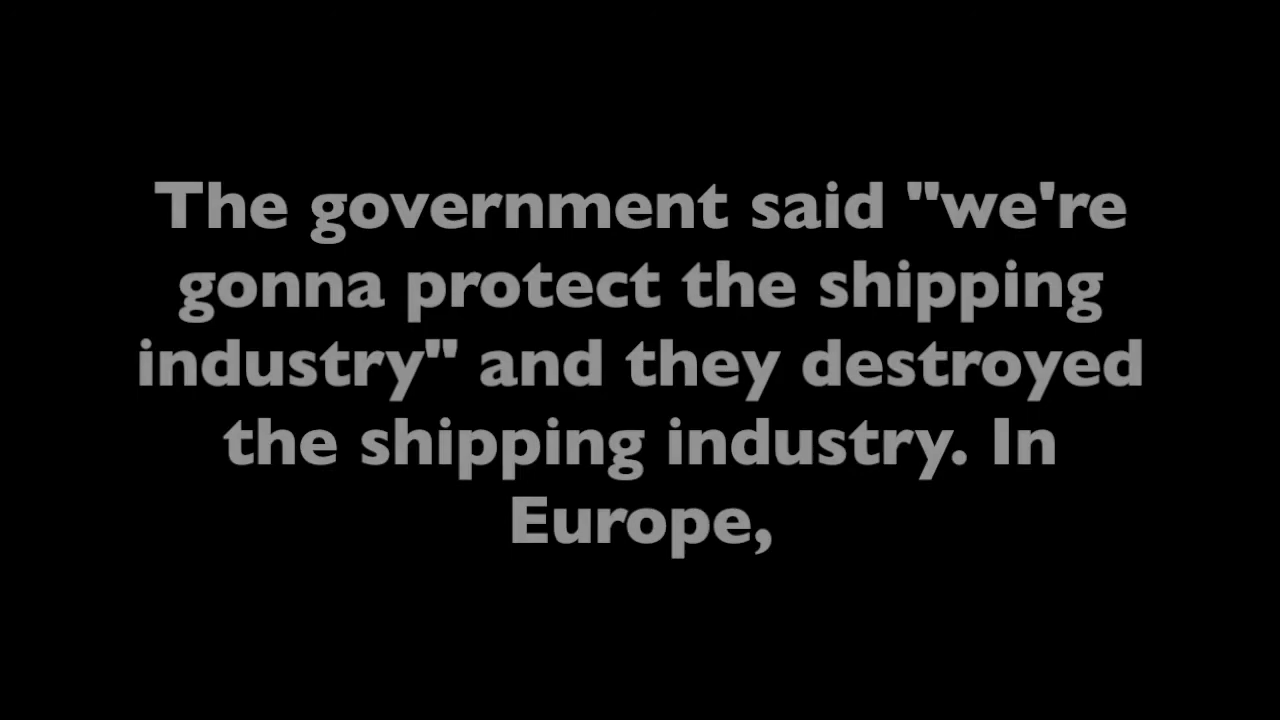 The government said "we're
gonna protect the shipping
industry" and they destroyed
the shipping industry. In
Europe,